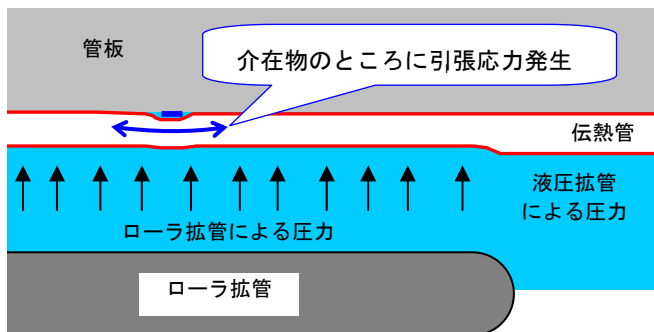 管板
介在物のところに引張応力発生
伝熱管
液圧拡管
による圧力
ローラ拡管による圧力
ローラ拡管